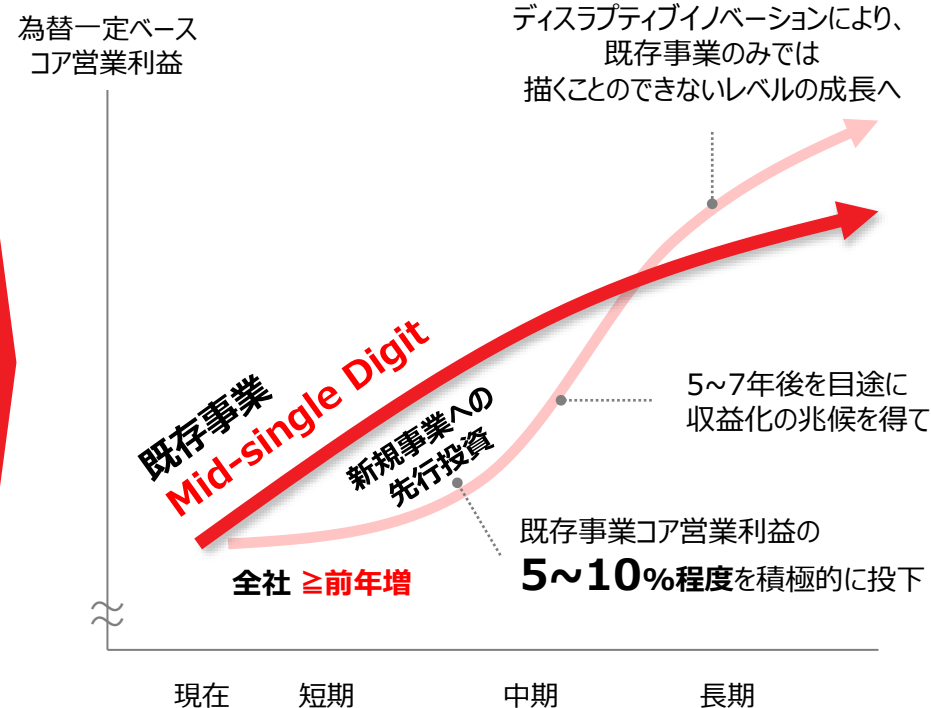 為替一定ベース
コア営業利益
ディスラプティブイノベーションにより、
既存事業のみでは
描くことのできないレベルの成長へ
既存事業
Mid-single Digit
新規事業への
先行投資
5~7年後を目途に
収益化の兆候を得て
既存事業コア営業利益の
5~10%程度を積極的に投下
全社 ≧前年増
現在 短期 中期 長期